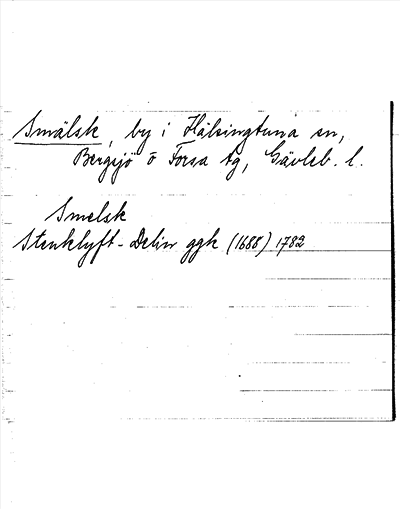 Smälsk, by i Hälsingtuna sn,
Bergsjö o Forsa tg, Gävleb. l.
Smelsk
Stenklyft-Delin ggk (1688) 1782